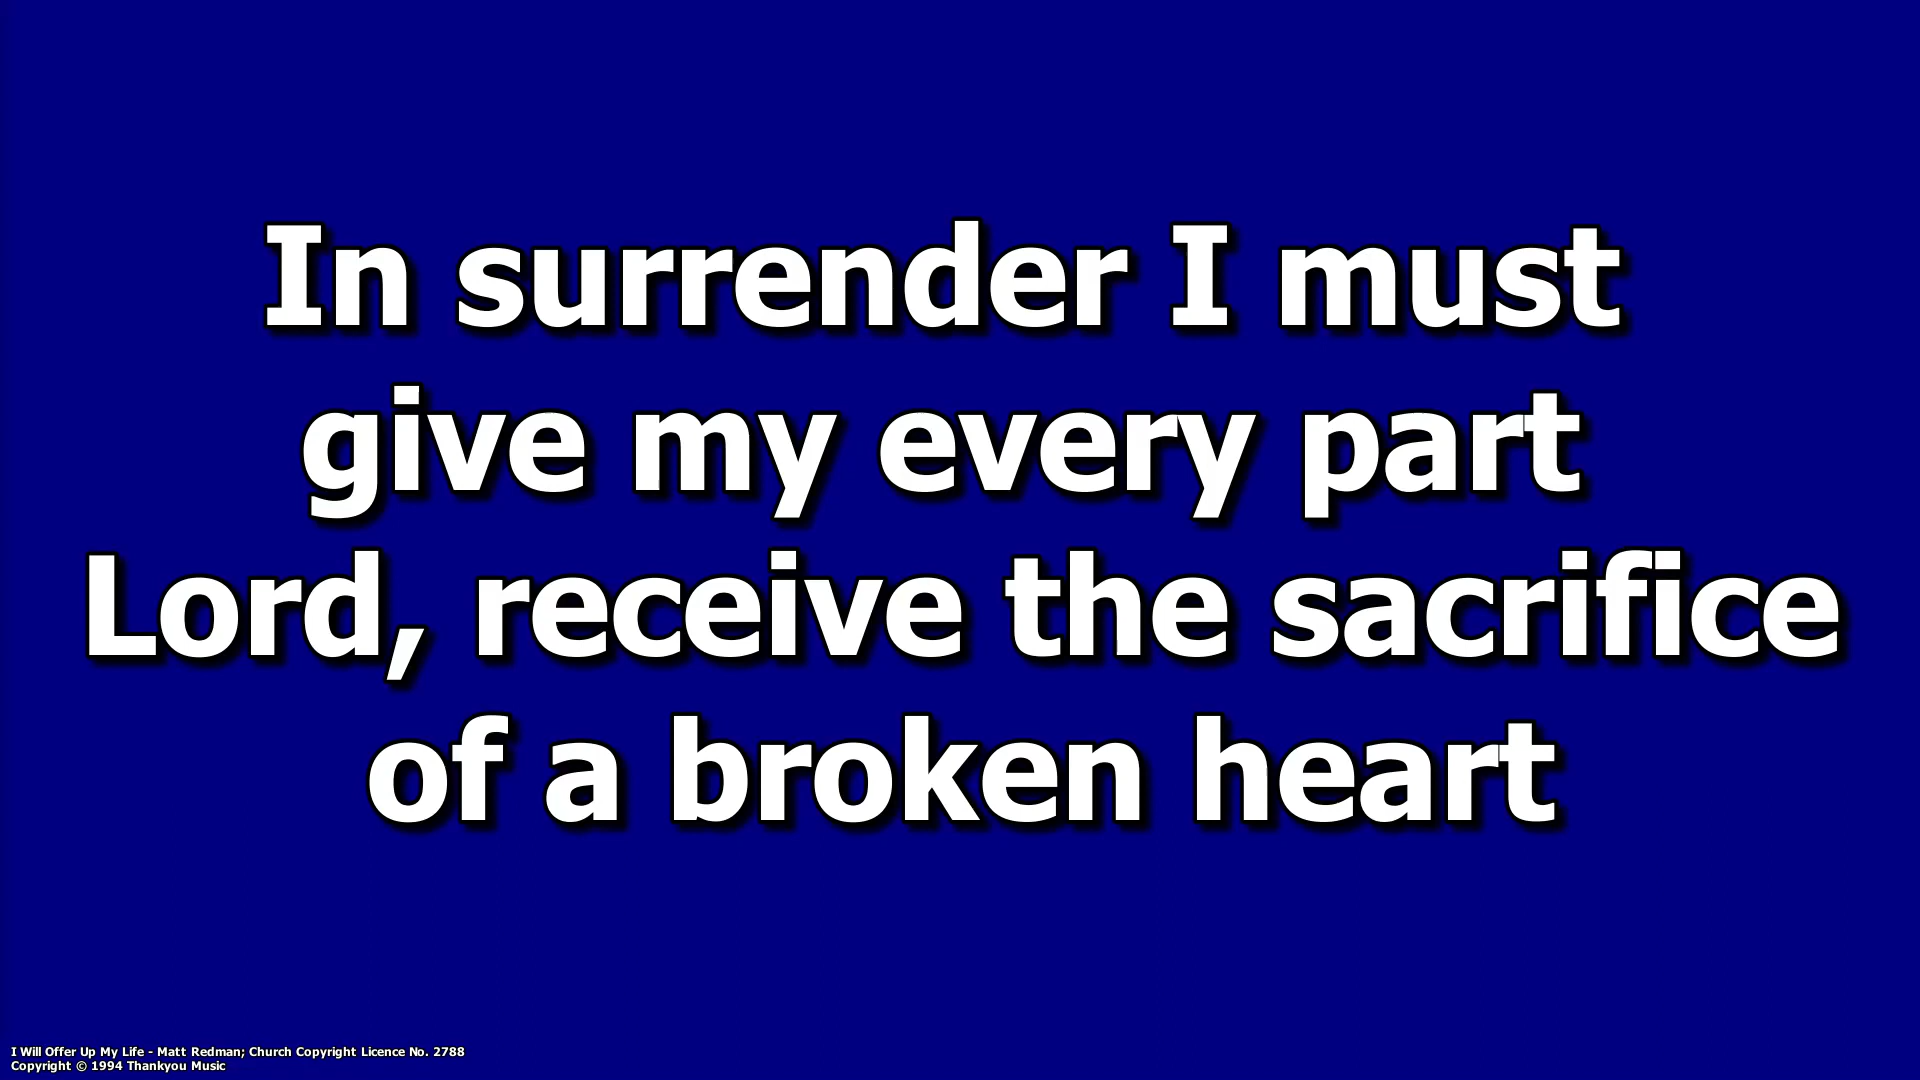 In surrender I must
give my every part
Lord, receive the sacrifice
of a broken heart
I Will Offer Up My Life - Matt Redman; Church Copyright Licence No. 2788
Copyright © 1994 Thankyou Music